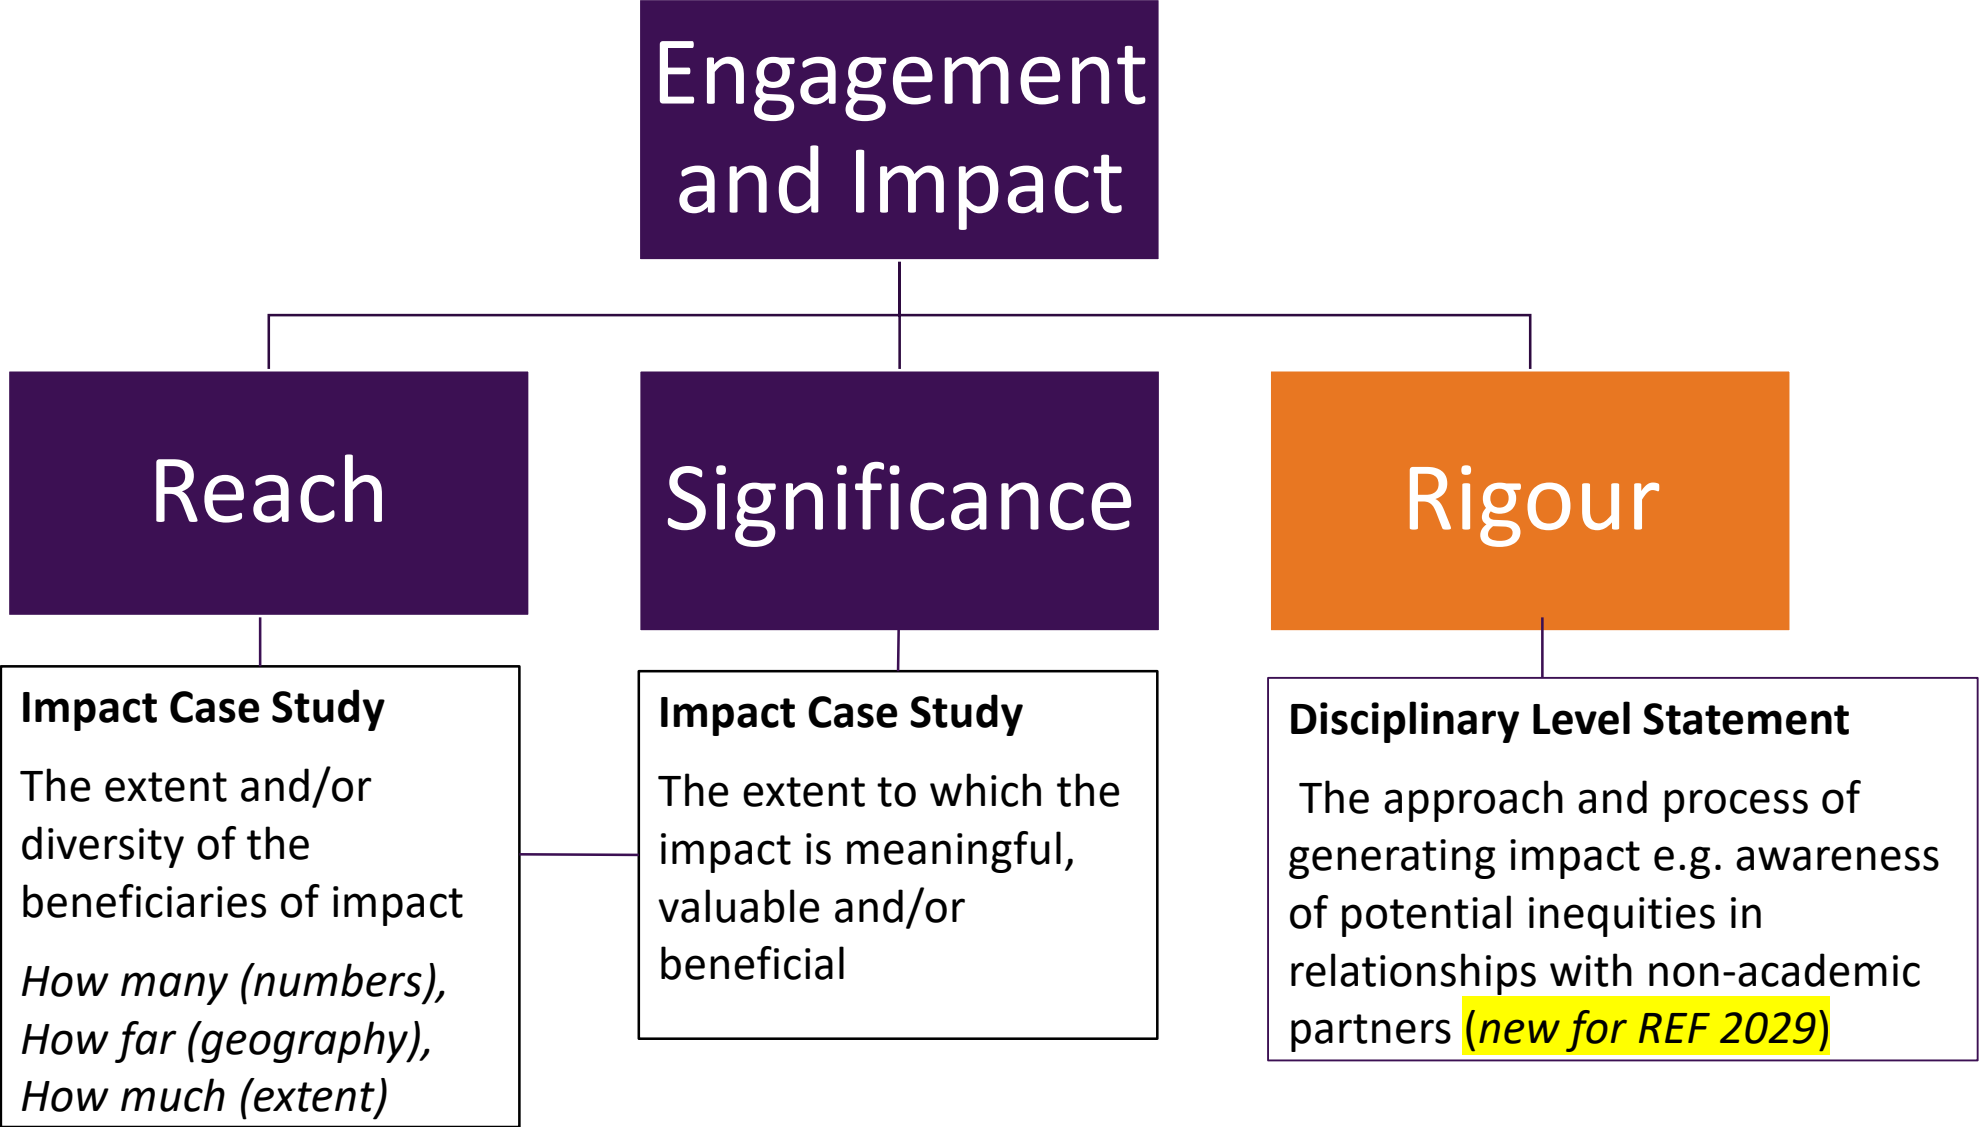 Engagement
and Impact
Reach
Significance
Rigour
Impact Case Study
The extent and/or
diversity of the
beneficiaries of impact
How many (numbers),
How far (geography),
How much (extent)
Impact Case Study
The extent to which the
impact is meaningful,
valuable and/or
beneficial
Disciplinary Level Statement
The approach and process of
generating impact e.g. awareness
of potential inequities in
relationships with non-academic
partners (new for REF 2029)